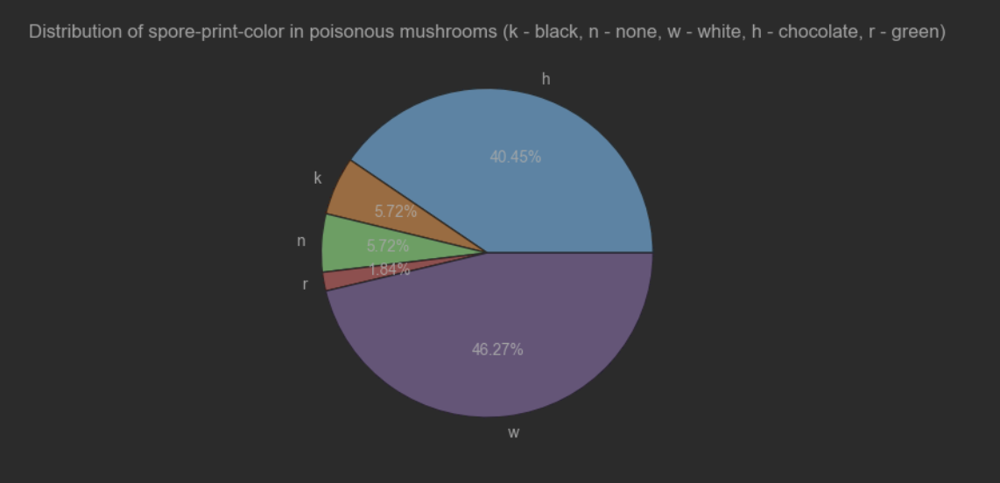 Distribution of spore-print-color in poisonous mushrooms (k - black, n - none, w - white, h - chocolate, r - green)
h
40.45%
k
5.72%
n
5.72%
1.84%
r
46.27%
w